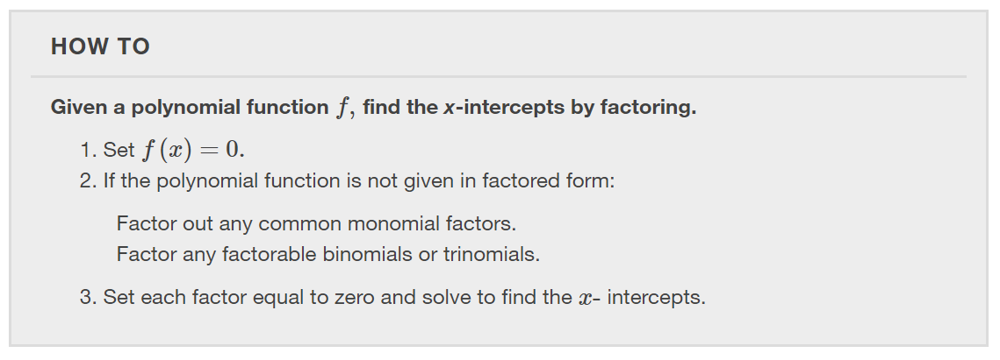 HOW TO
Given a polynomial function f, find the x-intercepts by factoring.
1. Set f (x) = 0.
2. If the polynomial function is not given in factored form:
Factor out any common monomial factors.
Factor any factorable binomials or trinomials.
3. Set each factor equal to zero and solve to find the x- intercepts.